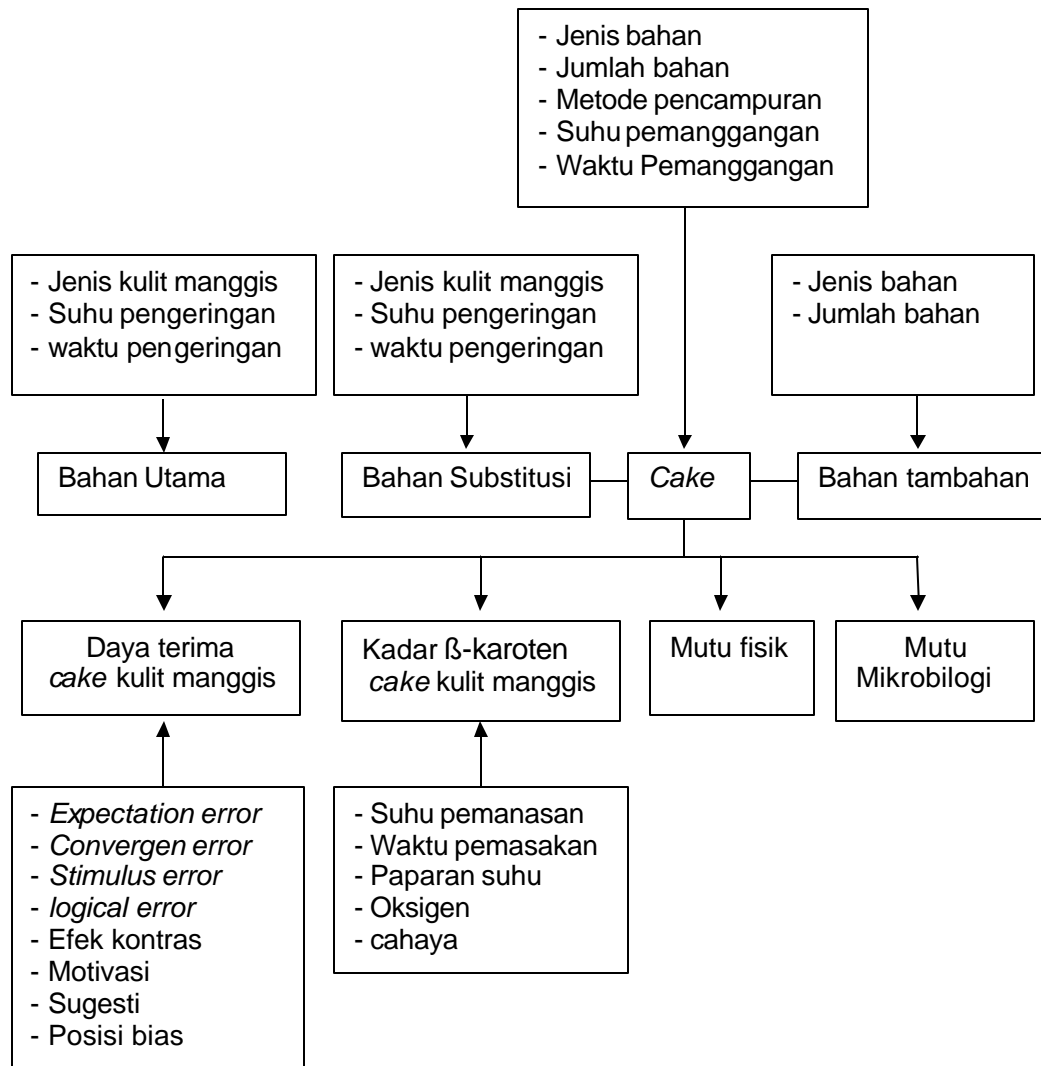 - Jenis bahan
- Jumlah bahan
- Metode pencampuran
- Suhu pemanggangan
- Waktu Pemanggangan
- Jenis kulit manggis
- Suhu pengeringan
- waktu pengeringan
- Jenis kulit manggis
- Suhu pengeringan
- waktu pengeringan
- Jenis bahan
- Jumlah bahan
Bahan Utama
Bahan Substitusi
Cake
Bahan tambahan
Daya terima
cake kulit manggis
Kadar ß-karoten
cake kulit manggis
Mutu fisik
Mutu
Mikrobilogi
- Expectation error
- Convergen error
- Stimulus error
- logical error
- Efek kontras
- Motivasi
- Sugesti
- Posisi bias
- Suhu pemanasan
- Waktu pemasakan
- Paparan suhu
- Oksigen
- cahaya